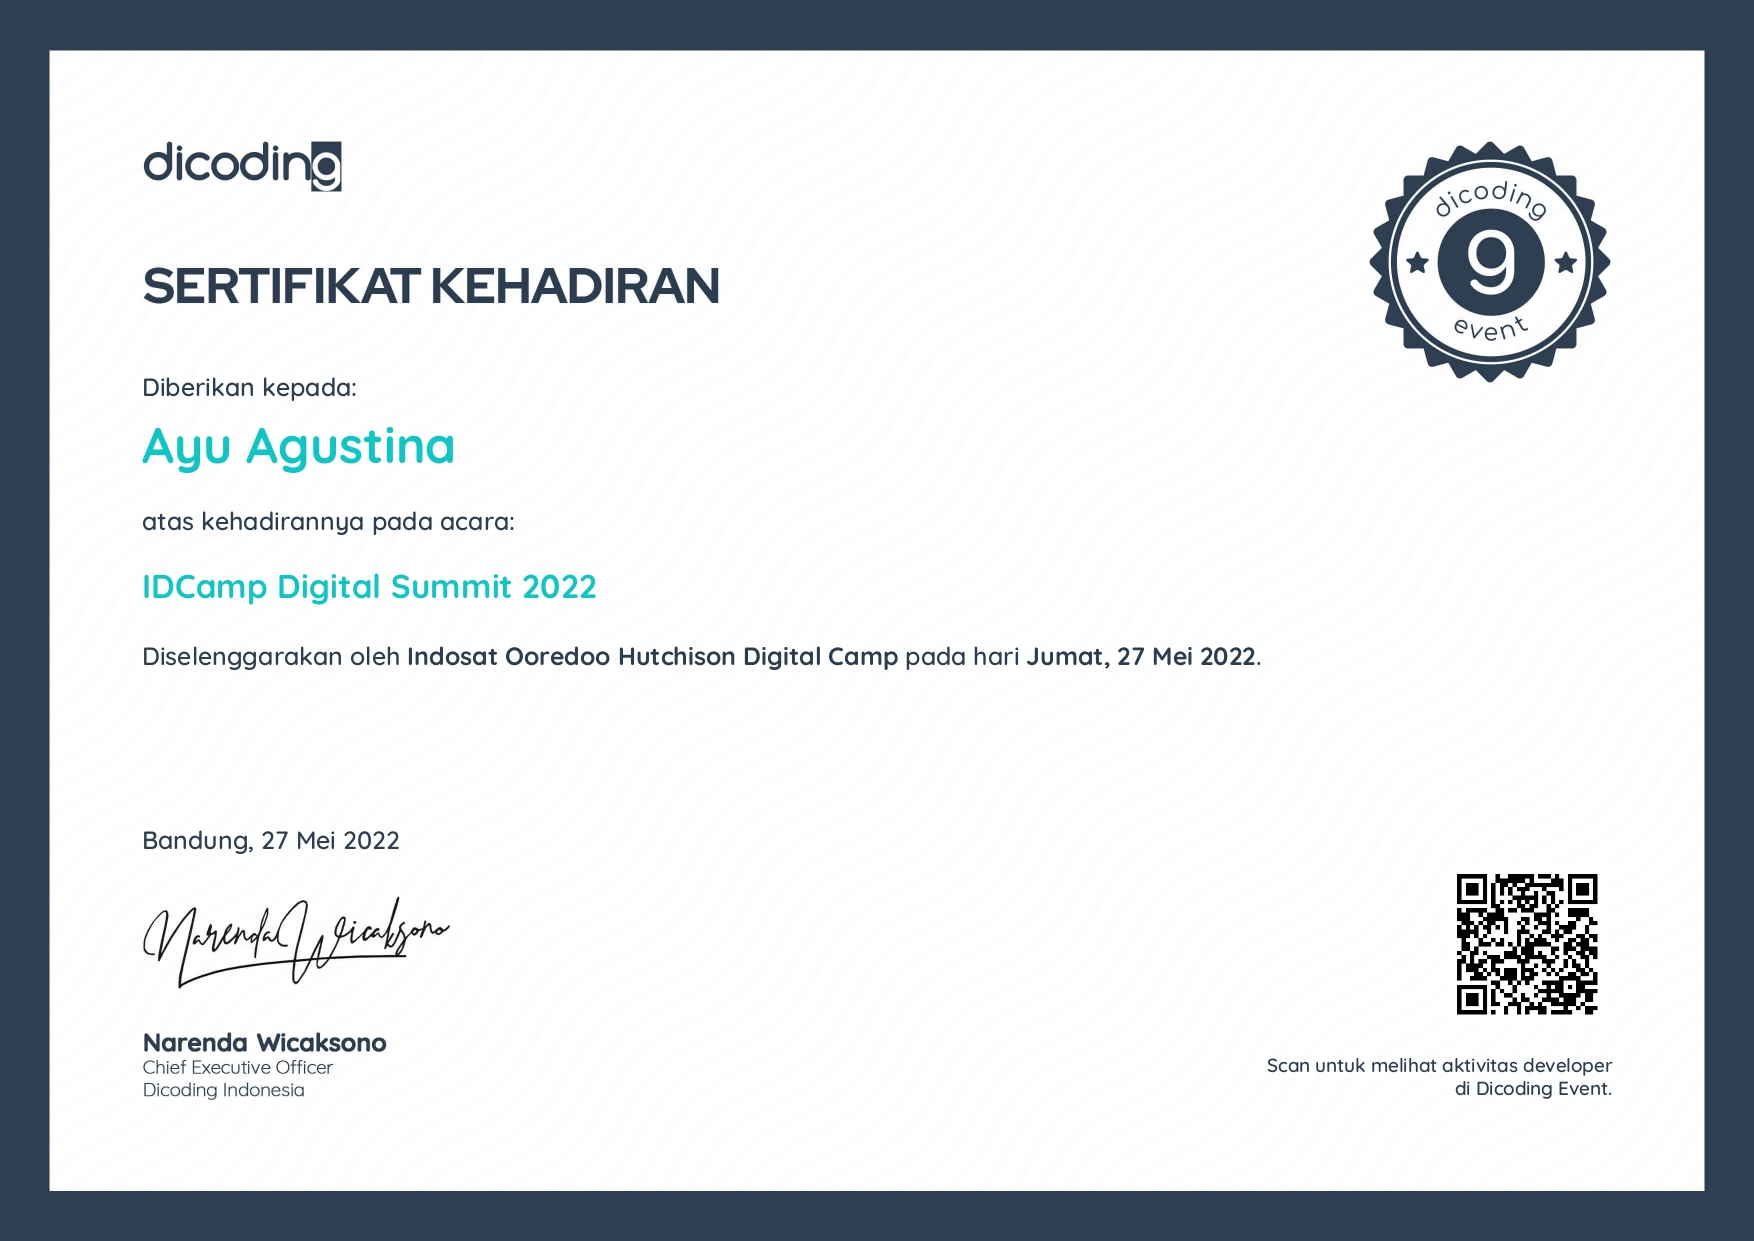 dicoding
SERTIFIKAT KEHADIRAN
dicoding
g
event
Diberikan kepada:
Ayu Agustina
atas kehadirannya pada acara:
IDCamp Digital Summit 2022
Diselenggarakan oleh Indosat Ooredoo Hutchison Digital Camp pada hari Jumat, 27 Mei 2022.
Bandung, 27 Mei 2022
Narenda Wicaksono
Narenda Wicaksono
Chief Executive Officer
Dicoding Indonesia
Scan untuk melihat aktivitas developer
di Dicoding Event.